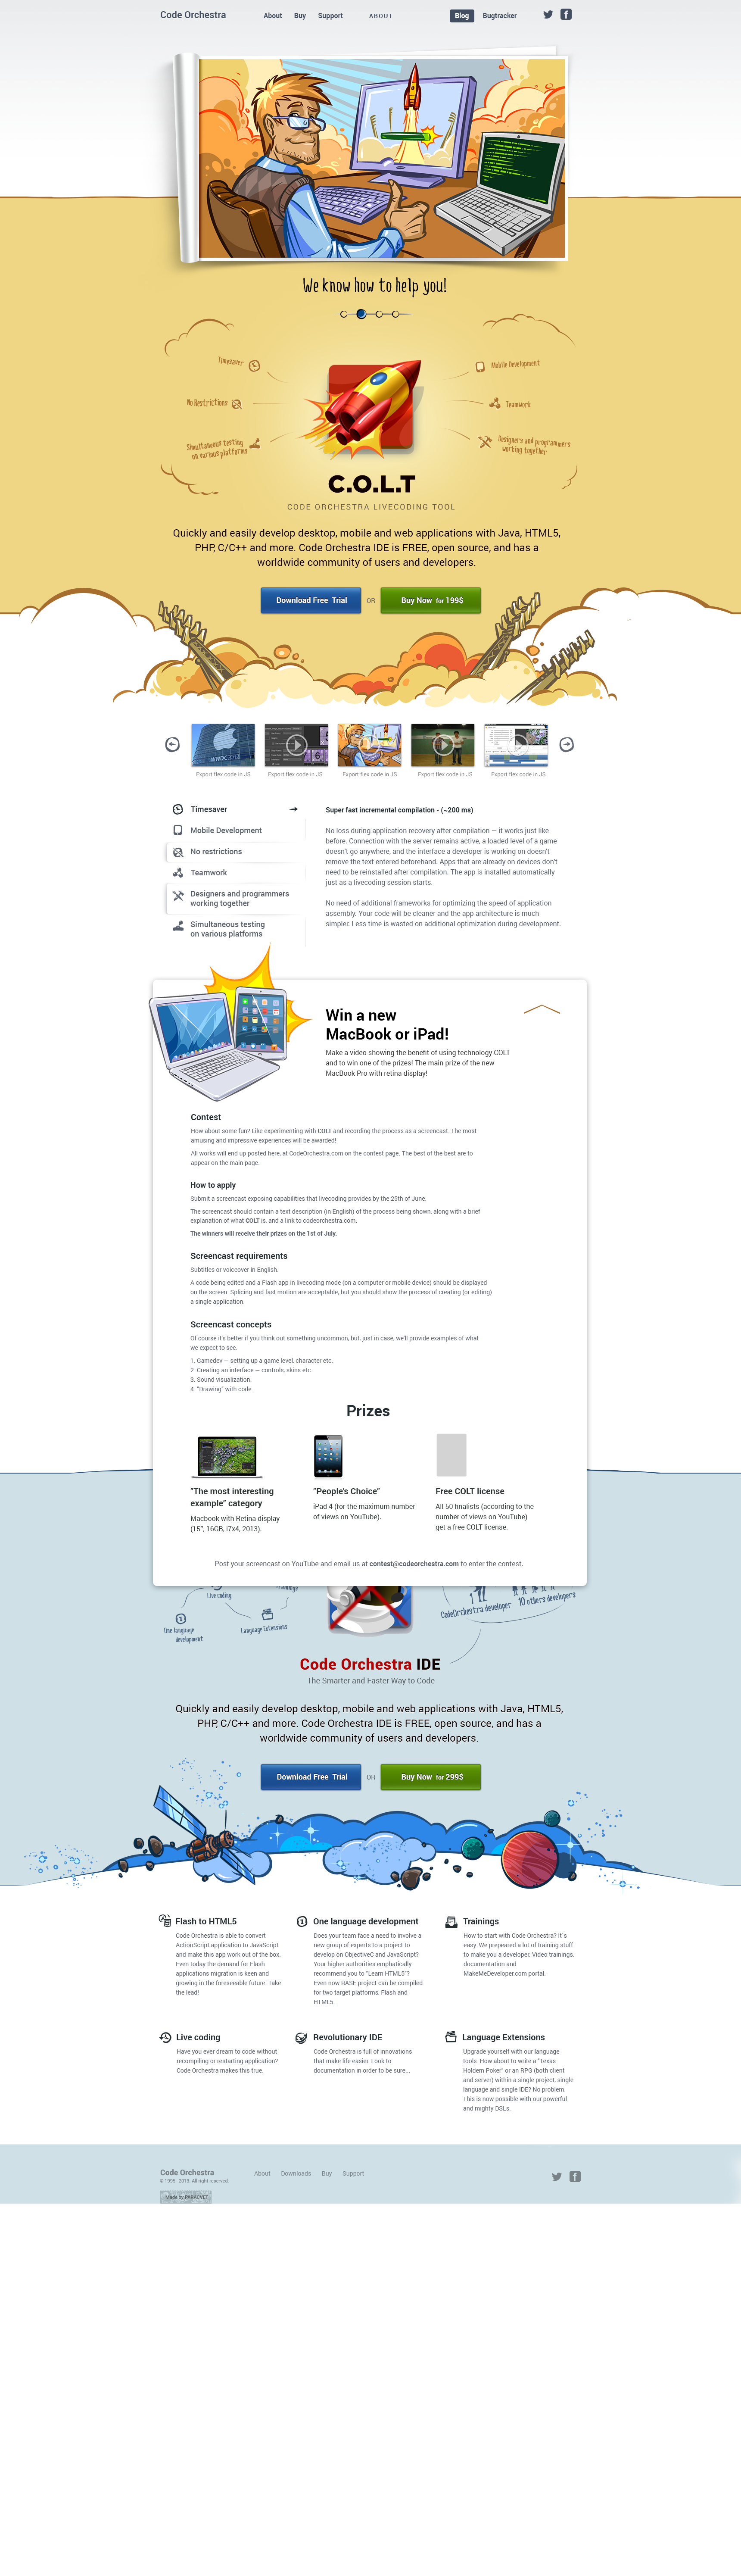 Code Orchestra
About Buy Support ABOUT Blog Bugtracker
We know how to help you!
Timesaver
Mobile Development
No Restrictions
Teamwork
Simultaneous testing
on various platforms
Designers and programmers
working together
C.O.L.T
CODE ORCHESTRA LIVECODING TOOL
Quickly and easily develop desktop, mobile and web applications with Java, HTML5,
PHP, C/C++ and more. Code Orchestra IDE is FREE, open source, and has a
worldwide community of users and developers.
Download Free Trial OR Buy Now for 199$
Export flex code in JS Export flex code in JS Export flex code in JS Export flex code in JS Export flex code in JS
Timesaver
Mobile Development
No restrictions
Teamwork
Designers and programmers
working together
Simultaneous testing
on various platforms
Super fast incremental compilation - (~200 ms)
No loss during application recovery after compilation — it works just like
before. Connection with the server remains active, a loaded level of a game
doesn't go anywhere, and the interface a developer is working on doesn't
remove the text entered beforehand. Apps that are already on devices don't
need to be reinstalled after compilation. The app is installed automatically
just as a livecoding session starts.
No need of additional frameworks for optimizing the speed of application
assembly. Your code will be cleaner and the app architecture is much
simpler. Less time is wasted on additional optimization during development.
Win a new
MacBook or iPad!
Make a video showing the benefit of using technology COLT
and to win one of the prizes! The main prize of the new
MacBook Pro with retina display!
Contest
How about some fun? Like experimenting with COLT and recording the process as a screencast. The most
amusing and impressive experiences will be awarded!
All works will end up posted here, at CodeOrchestra.com on the contest page. The best of the best are to
appear on the main page.
How to apply
Submit a screencast exposing capabilities that livecoding provides by the 25th of June.
The screencast should contain a text description (in English) of the process being shown, along with a brief
explanation of what COLT is, and a link to codeorchestra.com.
The winners will receive their prizes on the 1st of July.
Screencast requirements
Subtitles or voiceover in English.
A code being edited and a Flash app in livecoding mode (on a computer or mobile device) should be displayed
on the screen. Splicing and fast motion are acceptable, but you should show the process of creating (or editing)
a single application.
Screencast concepts
Of course it's better if you think out something uncommon, but, just in case, we'll provide examples of what
we expect to see.
1. Gamedev — setting up a game level, character etc.
2. Creating an interface — controls, skins etc.
3. Sound visualization.
4. "Drawing" with code.
Prizes
"The most interesting
example" category
Macbook with Retina display
(15", 16GB, i7x4, 2013).
"People's Choice"
iPad 4 (for the maximum number
of views on YouTube).
Free COLT license
All 50 finalists (according to the
number of views on YouTube)
get a free COLT license.
Post your screencast on YouTube and email us at contest@codeorchestra.com to enter the contest.
Live coding
One language
development
Language Extensions
1
CodeOrchestra developer
10 others developers
Code Orchestra IDE
The Smarter and Faster Way to Code
Quickly and easily develop desktop, mobile and web applications with Java, HTML5,
PHP, C/C++ and more. Code Orchestra IDE is FREE, open source, and has a
worldwide community of users and developers.
Download Free Trial OR Buy Now for 299$
Flash to HTML5
Code Orchestra is able to convert
ActionScript application to JavaScript
and make this app work out of the box.
Even today the demand for Flash
applications migration is keen and
growing in the foreseeable future. Take
the lead!
One language development
Does your team face a need to involve a
new group of experts to a project to
develop on ObjectiveC and JavaScript?
Your higher authorities emphatically
recommend you to "Learn HTML5"?
Even now RASE project can be compiled
for two target platforms, Flash and
HTML5.
Trainings
How to start with Code Orchestra? It`s
easy. We prepeared a lot of training stuff
to make you a developer. Video trainings,
documentation and
MakeMeDeveloper.com portal.
Live coding
Have you ever dream to code without
recompiling or restarting application?
Code Orchestra makes this true.
Revolutionary IDE
Code Orchestra is full of innovations
that make life easier. Look to
documentation in order to be sure...
Language Extensions
Upgrade yourself with our language
tools. How about to write a "Texas
Holdem Poker" or an RPG (both client
and server) within a single project, single
language and single IDE? No problem.
This is now possible with our powerful
and mighty DSLs.
Code Orchestra
© 1995–2013. All right reserved.
About Downloads Buy Support